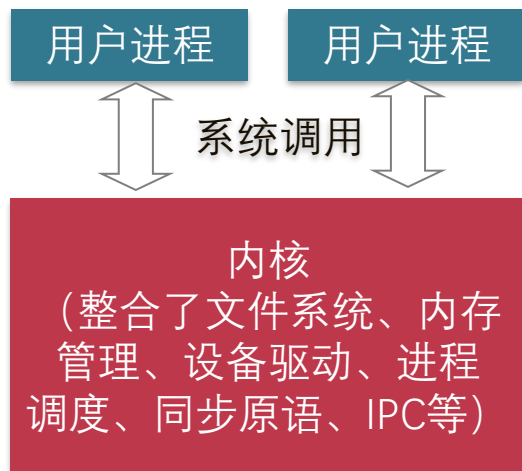 用户进程
用户进程
系统调用
内核
（整合了文件系统、内存
管理、设备驱动、进程
调度、同步原语、IPC等）